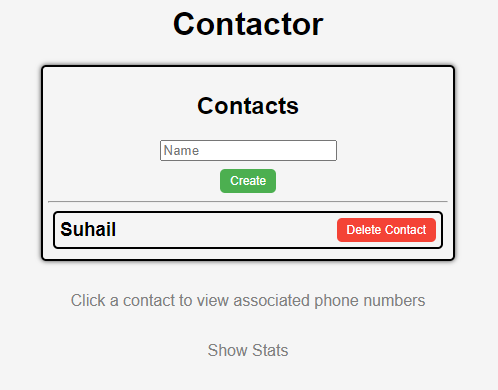 Contactor
Contacts
Name
Create
Suhail Delete Contact
Click a contact to view associated phone numbers
Show Stats